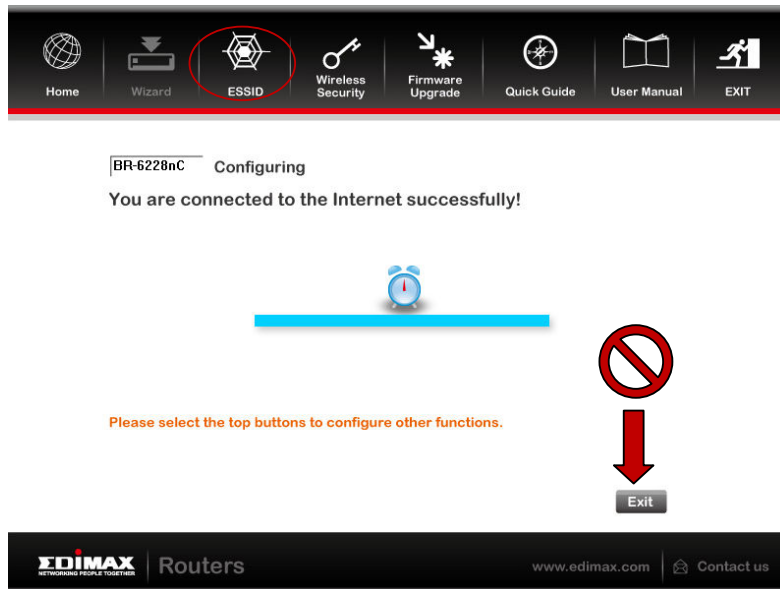 Home
Wizard
ESSID
Wireless
Security
Firmware
Upgrade
Quick Guide
User Manual
EXIT
BR-6228nC Configuring
You are connected to the Internet successfully!
Please select the top buttons to configure other functions.
Exit
EDIMAX
NETWORKING PEOPLE TOGETHER
Routers
www.edimax.com
Contact us